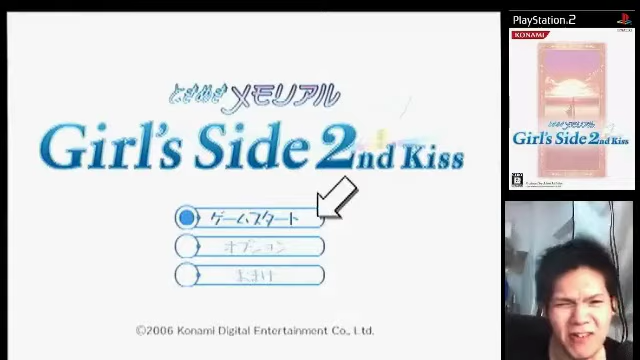 ときめきメモリアル
Girl's Side 2nd Kiss
ゲームスタート
オプション
おまけ
©2006 Konami Digital Entertainment Co., Ltd.
PlayStation.2
KONAMI
ときめきメモリアル
Girl's Side 2nd Kiss